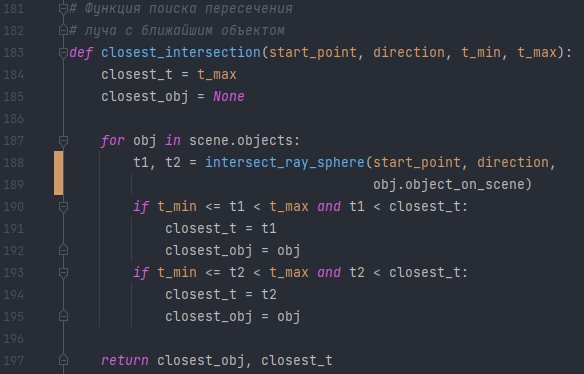 181 # Функция поиска пересечения
182 # луча с ближайшим объектом
183 def closest_intersection(start_point, direction, t_min, t_max):
184     closest_t = t_max
185     closest_obj = None
186
187     for obj in scene.objects:
188         t1, t2 = intersect_ray_sphere(start_point, direction,
189                                       obj.object_on_scene)
190         if t_min <= t1 < t_max and t1 < closest_t:
191             closest_t = t1
192             closest_obj = obj
193         if t_min <= t2 < t_max and t2 < closest_t:
194             closest_t = t2
195             closest_obj = obj
196
197     return closest_obj, closest_t